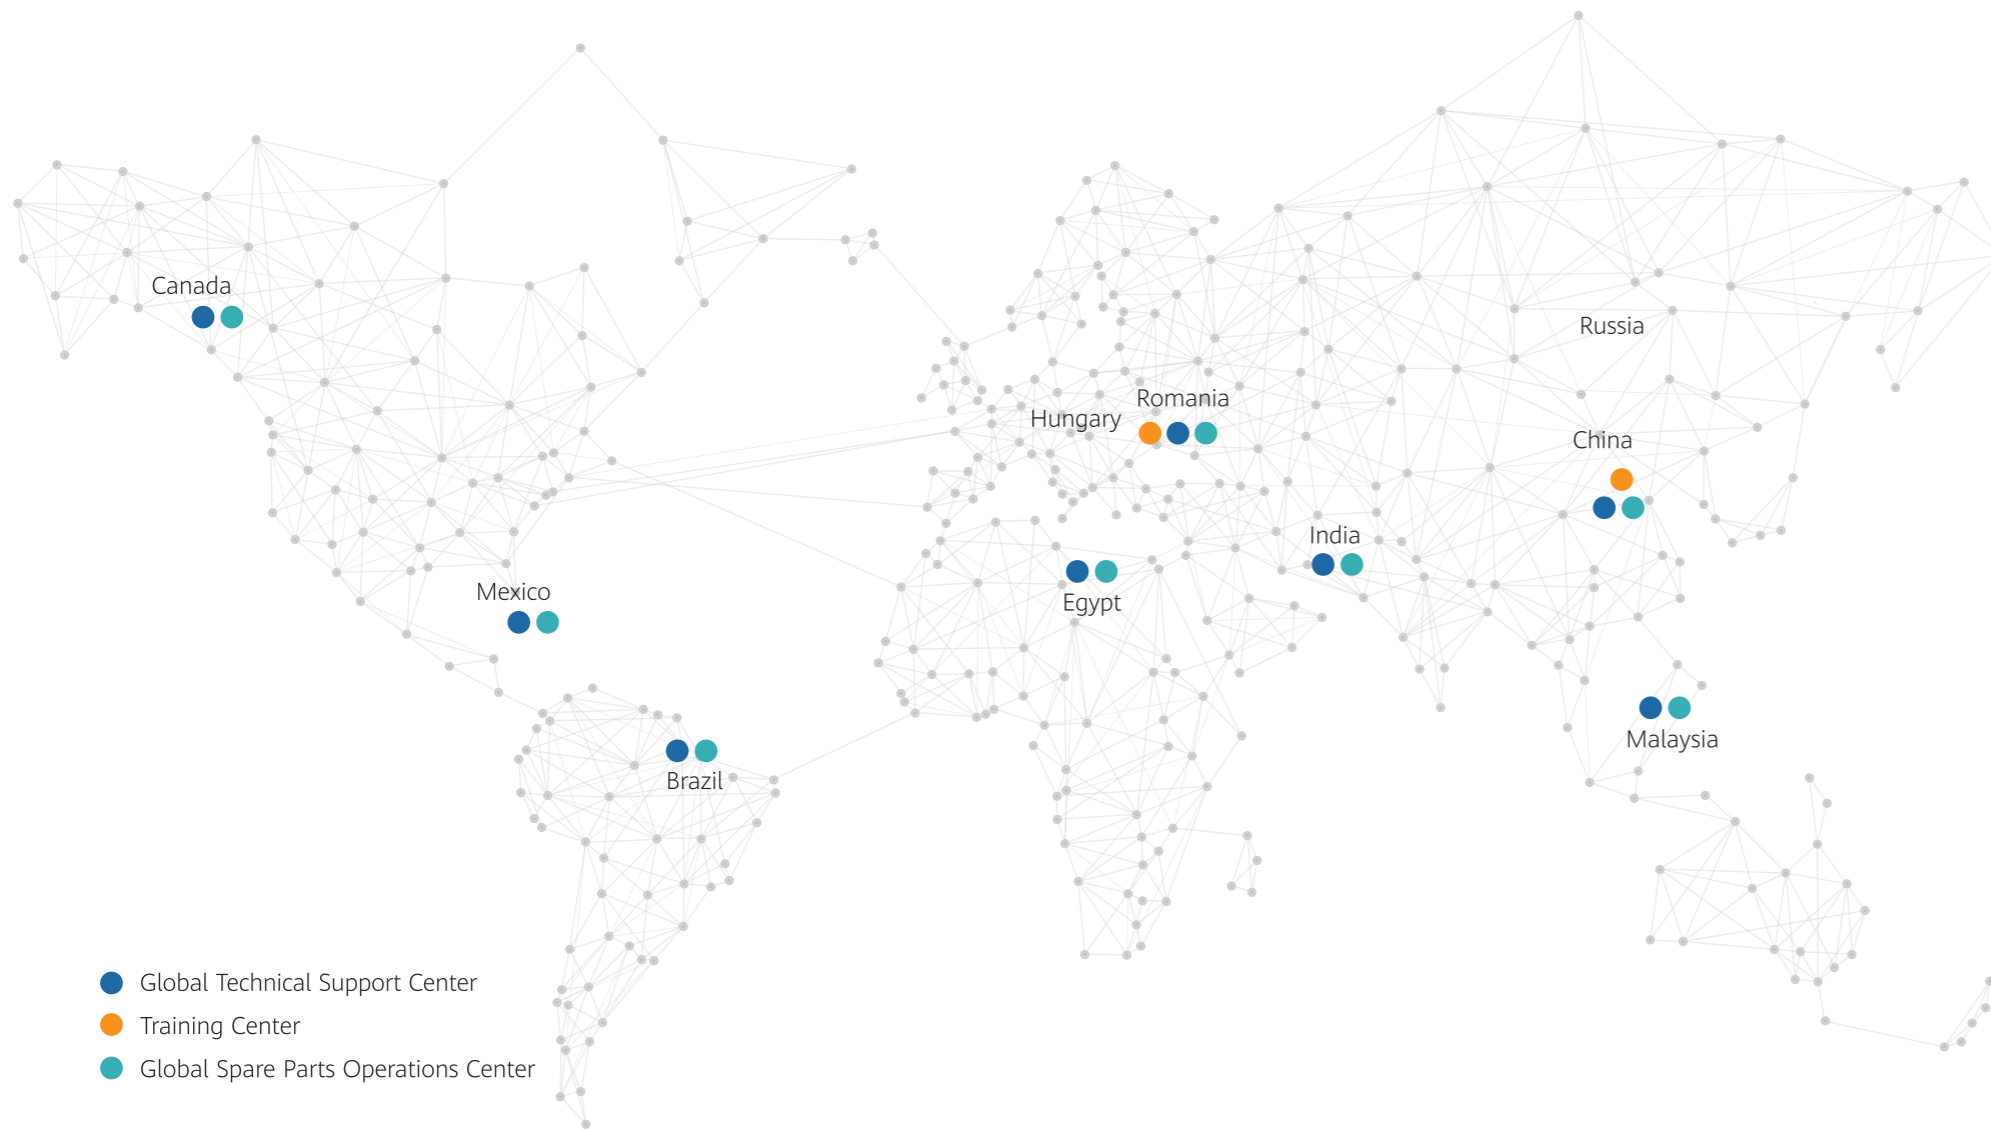 Canada
Russia
Romania
Hungary
China
India
Mexico
Egypt
Malaysia
Brazil
Global Technical Support Center
Training Center
Global Spare Parts Operations Center